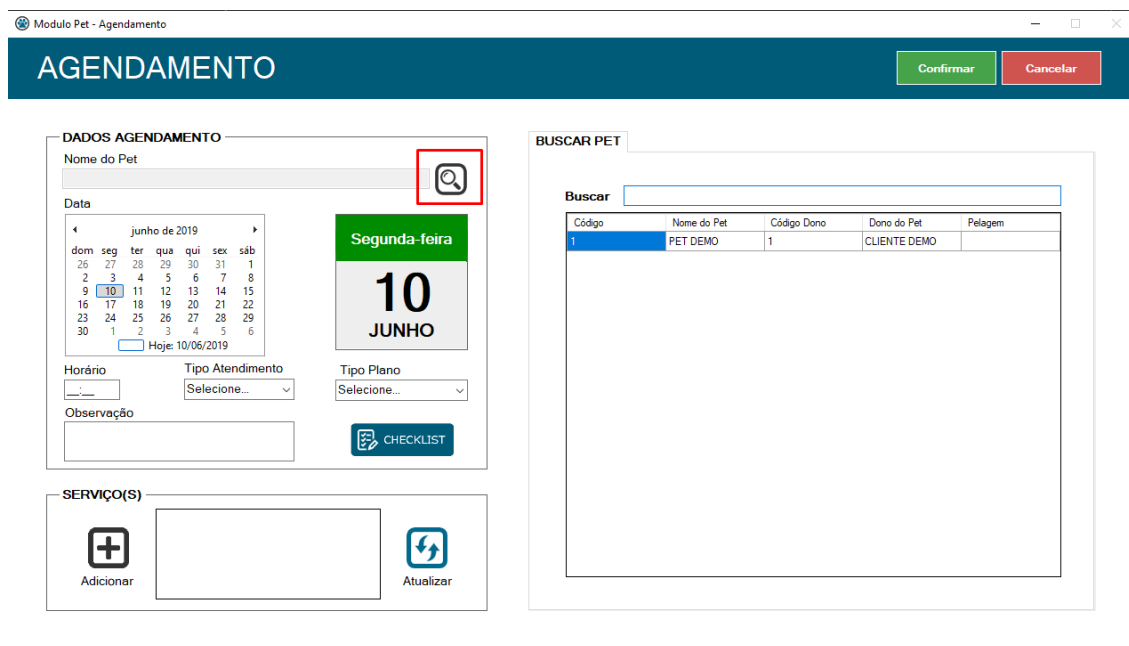 Modulo Pet - Agendamento
AGENDAMENTO
Confirmar
Cancelar
DADOS AGENDAMENTO
Nome do Pet
Data
junho de 2019
dom seg ter qua qui sex sáb
26 27 28 29 30 31 1
2 3 4 5 6 7 8
9 10 11 12 13 14 15
16 17 18 19 20 21 22
23 24 25 26 27 28 29
30 1 2 3 4 5 6
Hoje: 10/06/2019
Segunda-feira
10
JUNHO
Horário
__:__
Tipo Atendimento
Selecione...
Tipo Plano
Selecione...
Observação
CHECKLIST
SERVIÇO(S)
Adicionar
Atualizar
BUSCAR PET
Buscar
Código Nome do Pet Código Dono Dono do Pet Pelagem
1 PET DEMO 1 CLIENTE DEMO